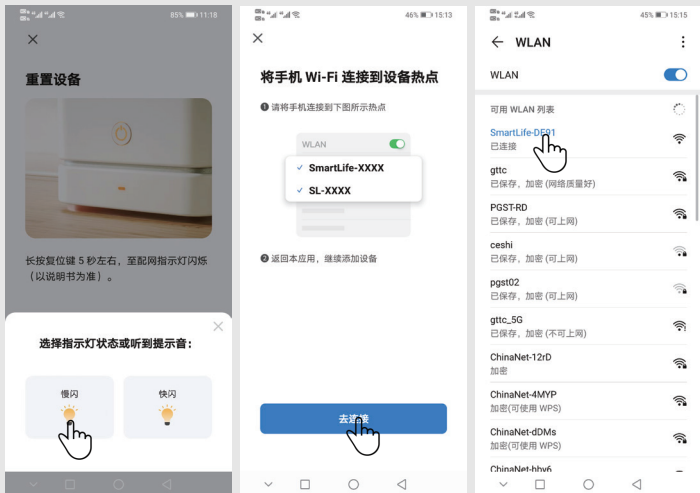 85% 11:18
重置设备
长按复位键 5 秒左右，至配网指示灯闪烁
（以说明书为准）。
选择指示灯状态或听到提示音：
慢闪
快闪
46% 15:13
将手机 Wi-Fi 连接到设备热点
❶ 请将手机连接到下图所示热点
WLAN
SmartLife-XXXX
SL-XXXX
❷ 返回本应用，继续添加设备
去连接
45% 15:15
WLAN
WLAN
可用 WLAN 列表
SmartLife-DE91
已连接
gttc
已保存，加密 (网络质量好)
PGST-RD
已保存，加密 (可上网)
ceshi
已保存，加密 (可上网)
pgst02
已保存，加密 (可上网)
gttc_5G
已保存，加密 (不可上网)
ChinaNet-12rD
加密
ChinaNet-4MYP
加密(可使用 WPS)
ChinaNet-dDMs
加密(可使用 WPS)
ChinaNet-hby6